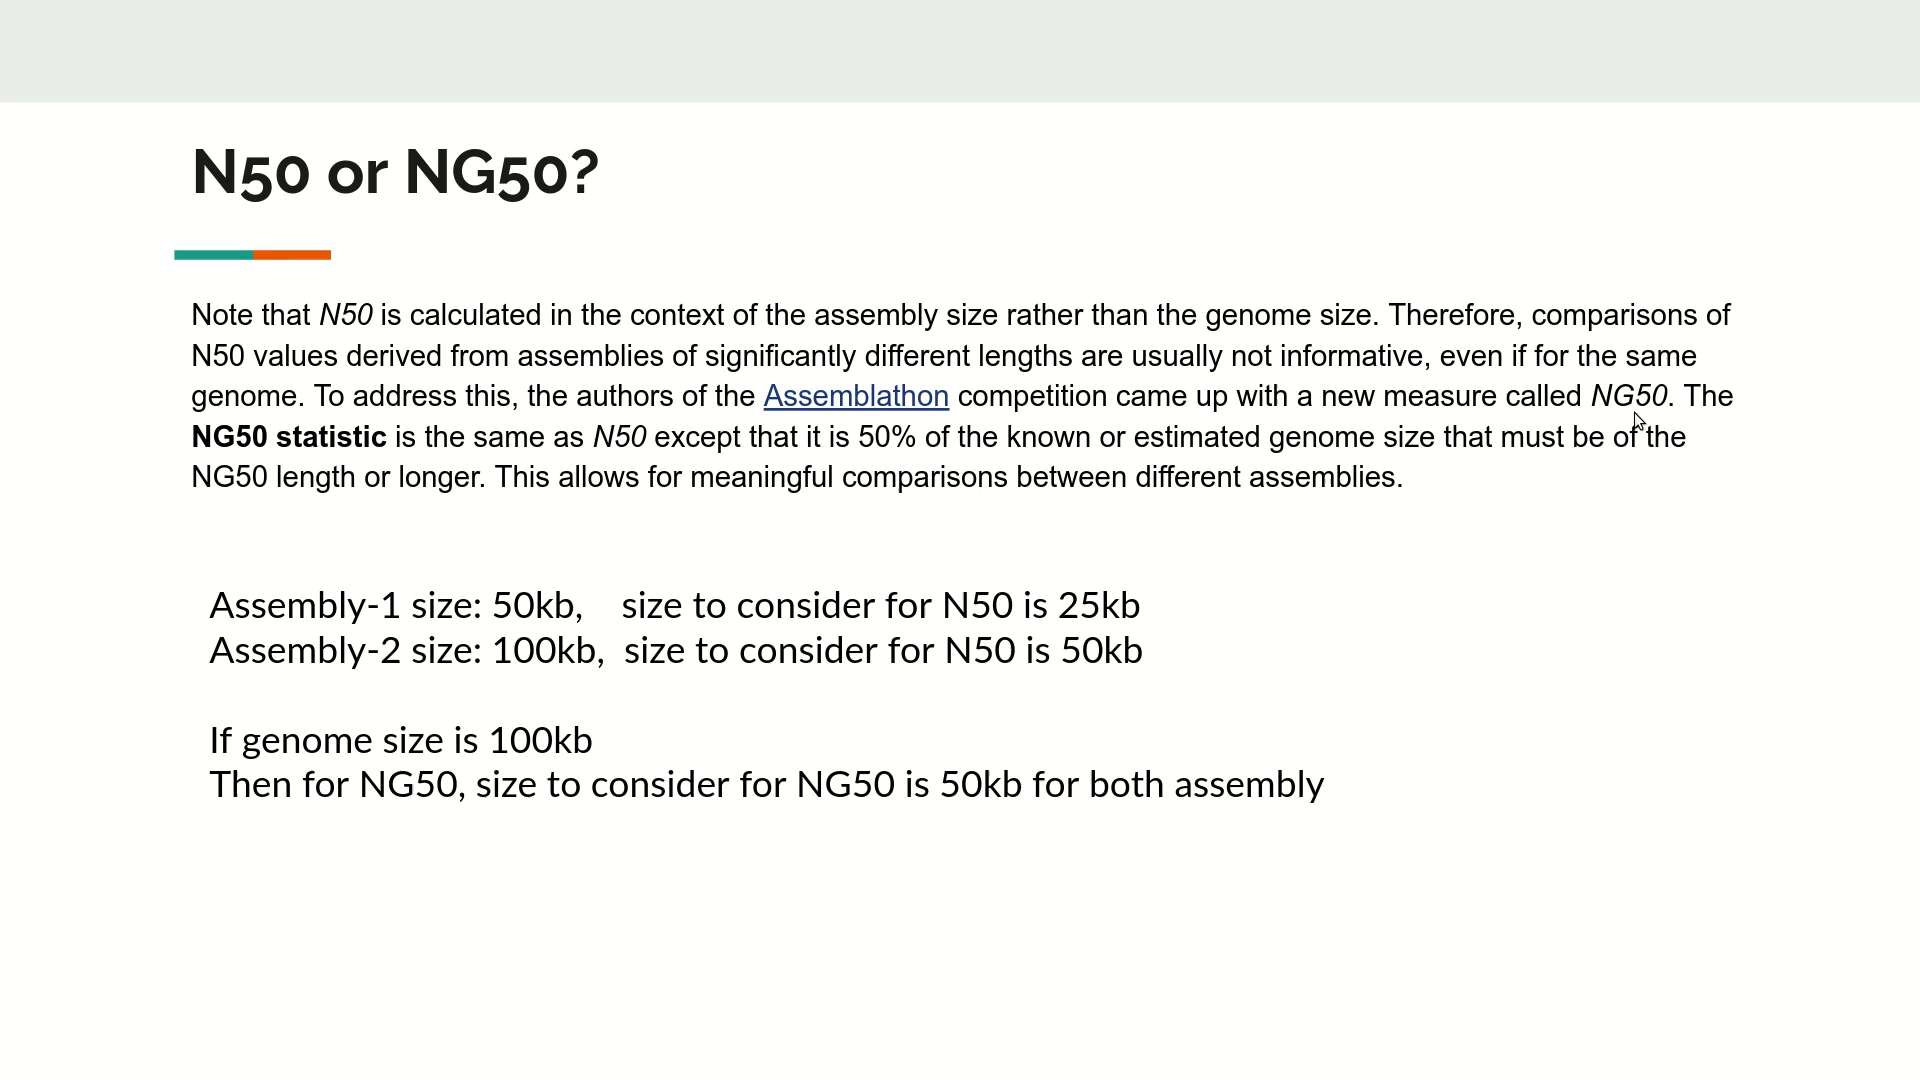 N50 or NG50?
Note that N50 is calculated in the context of the assembly size rather than the genome size. Therefore, comparisons of
N50 values derived from assemblies of significantly different lengths are usually not informative, even if for the same
genome. To address this, the authors of the Assemblathon competition came up with a new measure called NG50. The
NG50 statistic is the same as N50 except that it is 50% of the known or estimated genome size that must be of the
NG50 length or longer. This allows for meaningful comparisons between different assemblies.
Assembly-1 size: 50kb, size to consider for N50 is 25kb
Assembly-2 size: 100kb, size to consider for N50 is 50kb
If genome size is 100kb
Then for NG50, size to consider for NG50 is 50kb for both assembly